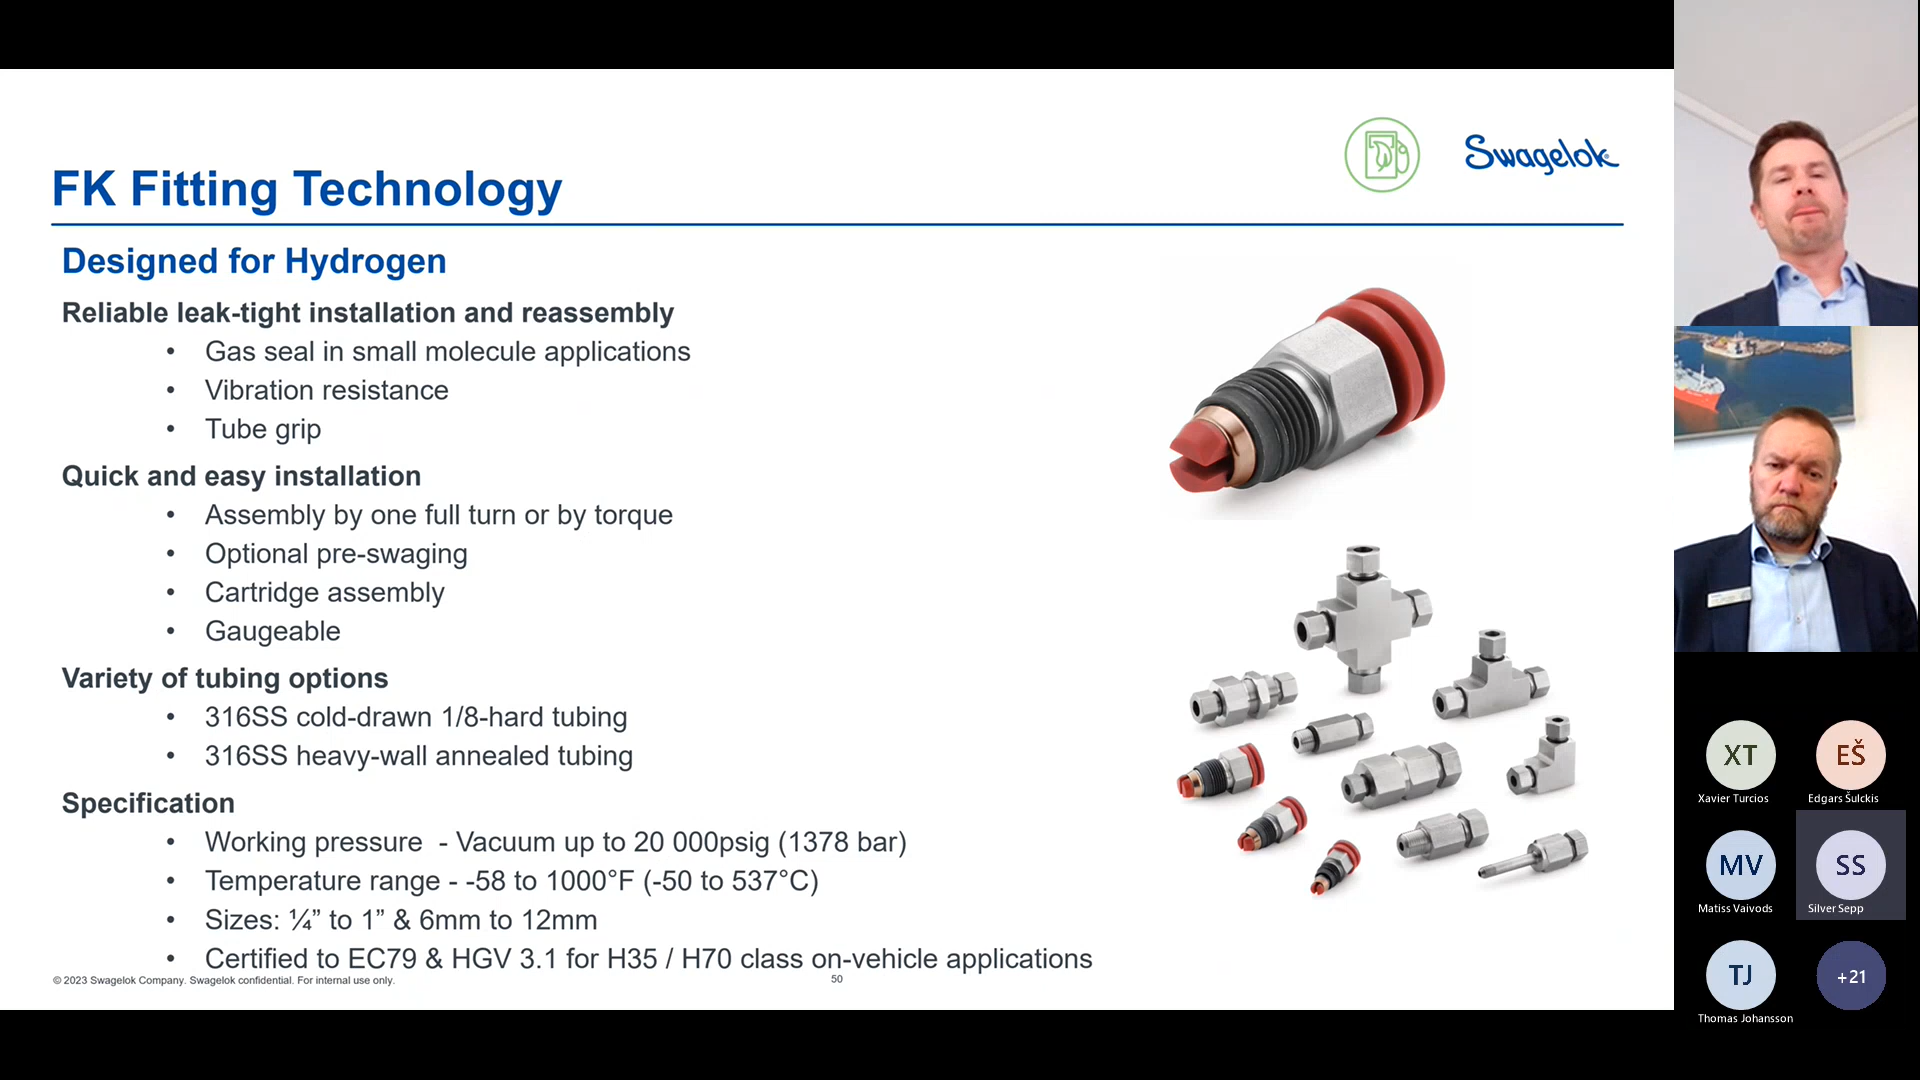 Swagelok
FK Fitting Technology
Designed for Hydrogen
Reliable leak-tight installation and reassembly
• Gas seal in small molecule applications
• Vibration resistance
• Tube grip
Quick and easy installation
• Assembly by one full turn or by torque
• Optional pre-swaging
• Cartridge assembly
• Gaugeable
Variety of tubing options
• 316SS cold-drawn 1/8-hard tubing
• 316SS heavy-wall annealed tubing
Specification
• Working pressure - Vacuum up to 20 000psig (1378 bar)
• Temperature range - -58 to 1000°F (-50 to 537°C)
• Sizes: ¼” to 1” & 6mm to 12mm
• Certified to EC79 & HGV 3.1 for H35 / H70 class on-vehicle applications
© 2023 Swagelok Company. Swagelok confidential. For internal use only.
50
XT
Xavier Turcios
EŠ
Edgars Šulckis
MV
Matiss Vaivods
SS
Silver Sepp
TJ
Thomas Johansson
+21